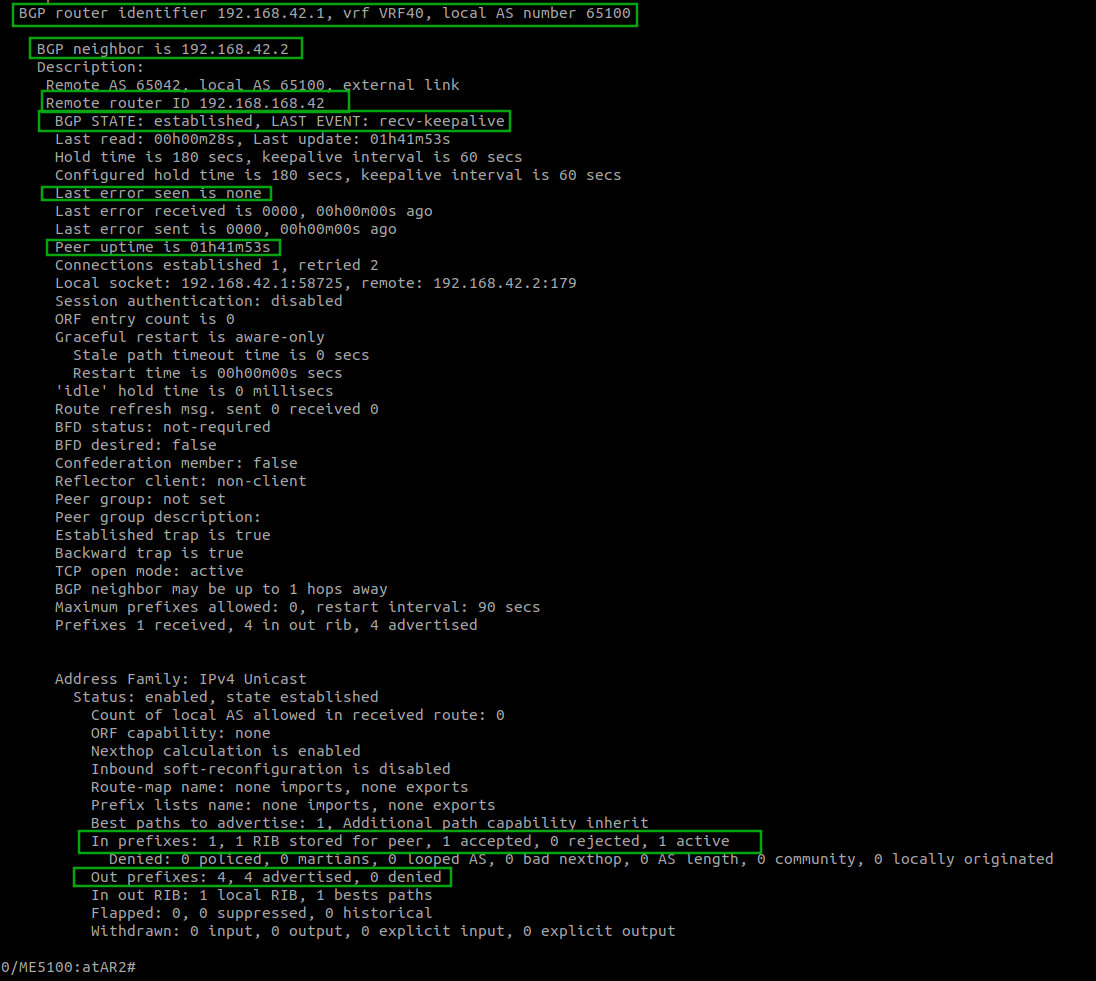 BGP router identifier 192.168.42.1, vrf VRF40, local AS number 65100
BGP neighbor is 192.168.42.2
Description:
Remote AS 65042, local AS 65100, external link
Remote router ID 192.168.168.42
BGP STATE: established, LAST EVENT: recv-keepalive
Last read: 00h00m28s, Last update: 01h41m53s
Hold time is 180 secs, keepalive interval is 60 secs
Configured hold time is 180 secs, keepalive interval is 60 secs
Last error seen is none
Last error received is 0000, 00h00m00s ago
Last error sent is 0000, 00h00m00s ago
Peer uptime is 01h41m53s
Connections established 1, retried 2
Local socket: 192.168.42.1:58725, remote: 192.168.42.2:179
Session authentication: disabled
ORF entry count is 0
Graceful restart is aware-only
Stale path timeout time is 0 secs
Restart time is 00h00m00s secs
'idle' hold time is 0 millisecs
Route refresh msg. sent 0 received 0
BFD status: not-required
BFD desired: false
Confederation member: false
Reflector client: non-client
Peer group: not set
Peer group description:
Established trap is true
Backward trap is true
TCP open mode: active
BGP neighbor may be up to 1 hops away
Maximum prefixes allowed: 0, restart interval: 90 secs
Prefixes 1 received, 4 in out rib, 4 advertised
Address Family: IPv4 Unicast
Status: enabled, state established
Count of local AS allowed in received route: 0
ORF capability: none
Nexthop calculation is enabled
Inbound soft-reconfiguration is disabled
Route-map name: none imports, none exports
Prefix lists name: none imports, none exports
Best paths to advertise: 1, Additional path capability inherit
In prefixes: 1, 1 RIB stored for peer, 1 accepted, 0 rejected, 1 active
Denied: 0 policed, 0 martians, 0 looped AS, 0 bad nexthop, 0 AS length, 0 community, 0 locally originated
Out prefixes: 4, 4 advertised, 0 denied
In out RIB: 1 local RIB, 1 bests paths
Flapped: 0, 0 suppressed, 0 historical
Withdrawn: 0 input, 0 output, 0 explicit input, 0 explicit output
0/ME5100:atAR2#